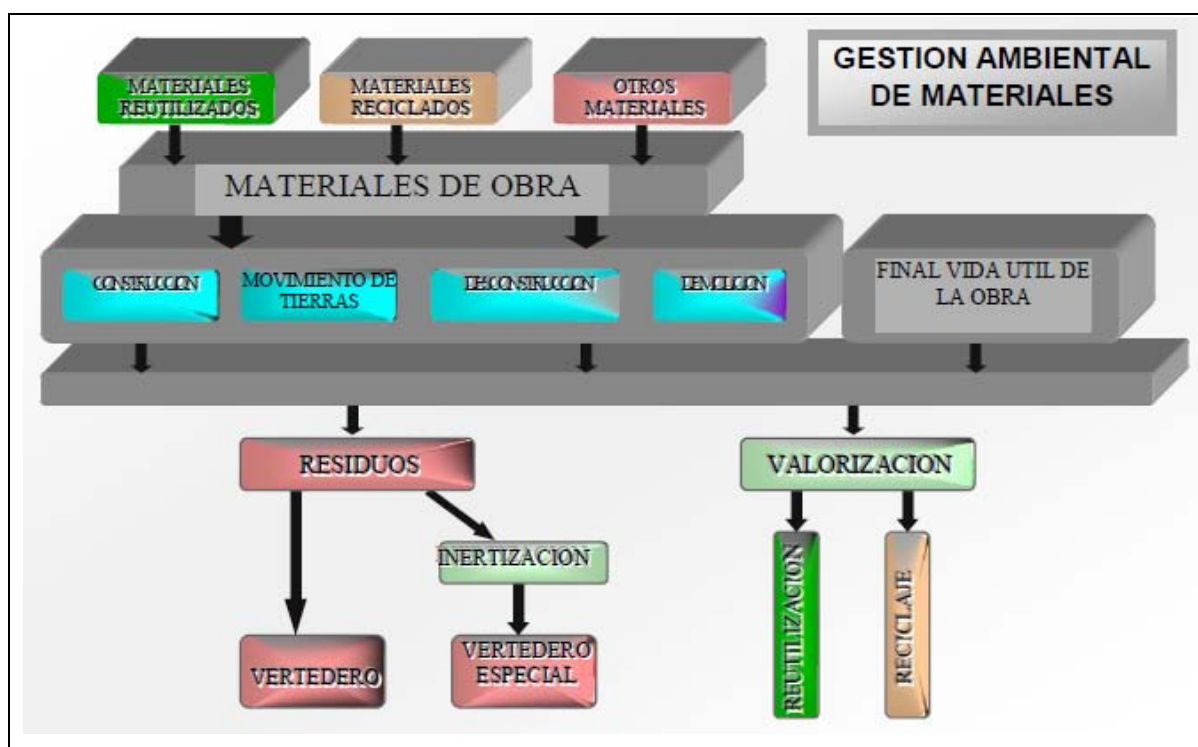 GESTION AMBIENTAL
DE MATERIALES
MATERIALES
REUTILIZADOS
MATERIALES
RECICLADOS
OTROS
MATERIALES
MATERIALES DE OBRA
CONSTRUCCION
MOVIMIENTO DE
TIERRAS
DESCONSTRUCCION
DEMOLICION
FINAL VIDA UTIL DE
LA OBRA
RESIDUOS
VALORIZACION
INERTIZACION
VERTEDERO
VERTEDERO
ESPECIAL
REUTILIZACION
RECICLAJE